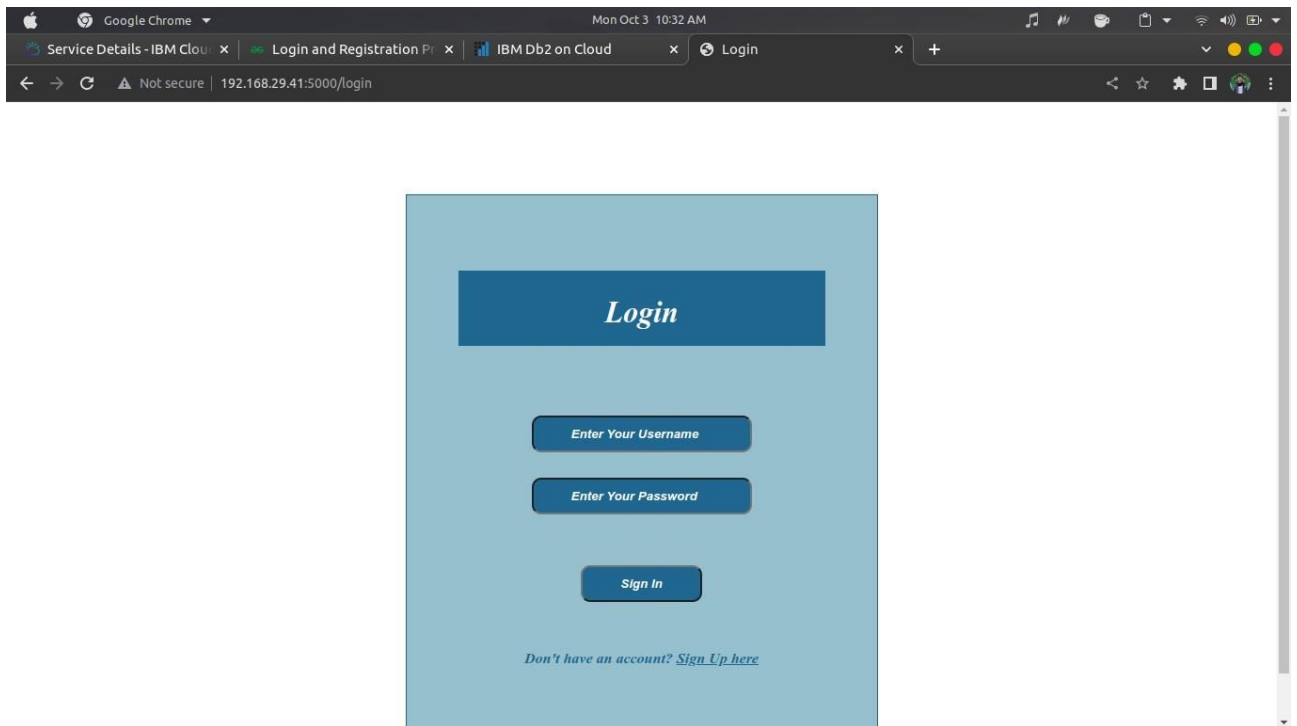 Google Chrome
Mon Oct 3 10:32 AM
Service Details - IBM Clou
Login and Registration Pr
IBM Db2 on Cloud
Login
Not secure | 192.168.29.41:5000/login
Login
Enter Your Username
Enter Your Password
Sign In
Don't have an account? Sign Up here